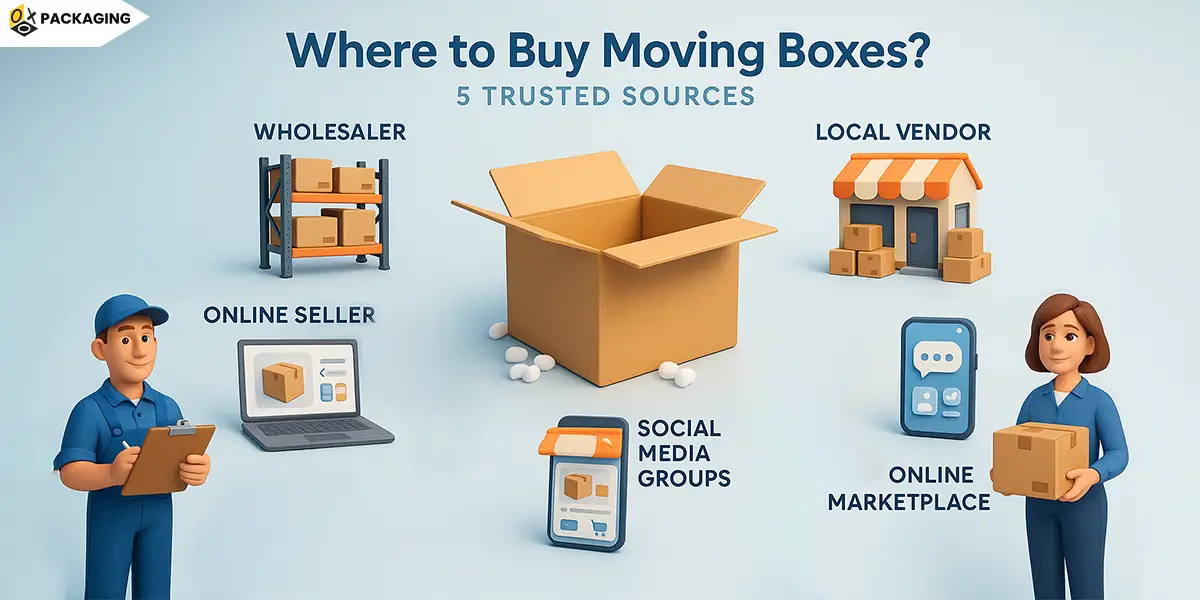 OX PACKAGING
Where to Buy Moving Boxes?
5 TRUSTED SOURCES
WHOLESALER
LOCAL VENDOR
ONLINE SELLER
SOCIAL
MEDIA
GROUPS
ONLINE
MARKETPLACE